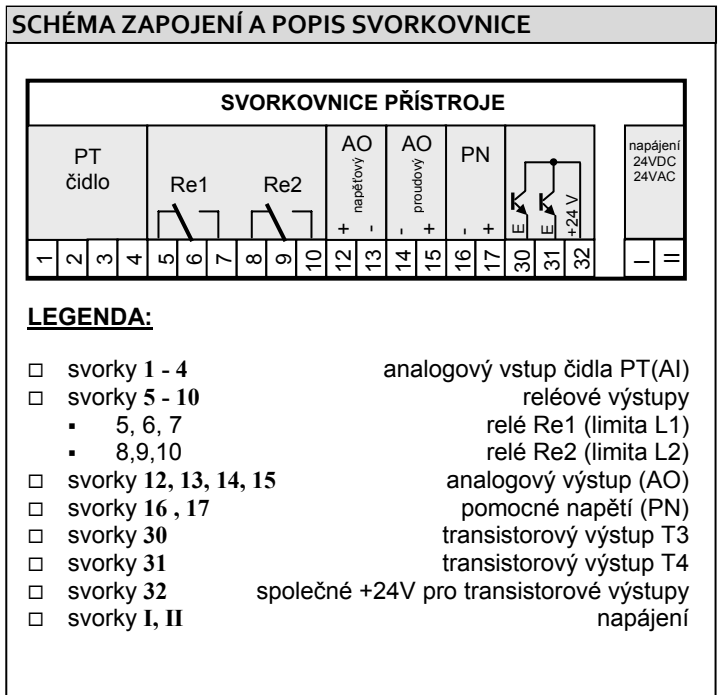 SCHÉMA ZAPOJENÍ A POPIS SVORKOVNICE
SVORKOVNICE PŘÍSTROJE
PT
čidlo
Re1
Re2
AO
napěťový
+ -
AO
proudový
- +
PN
- +
E
E
+24 V
napájení
24VDC
24VAC
1 2 3 4 5 6 7 8 9 10 12 13 14 15 16 17 30 31 32 I II
LEGENDA:
□ svorky 1 - 4 analogový vstup čidla PT(AI)
□ svorky 5 - 10 reléové výstupy
▪ 5, 6, 7 relé Re1 (limita L1)
▪ 8,9,10 relé Re2 (limita L2)
□ svorky 12, 13, 14, 15 analogový výstup (AO)
□ svorky 16 , 17 pomocné napětí (PN)
□ svorky 30 transistorový výstup T3
□ svorky 31 transistorový výstup T4
□ svorky 32 společné +24V pro transistorové výstupy
□ svorky I, II napájení